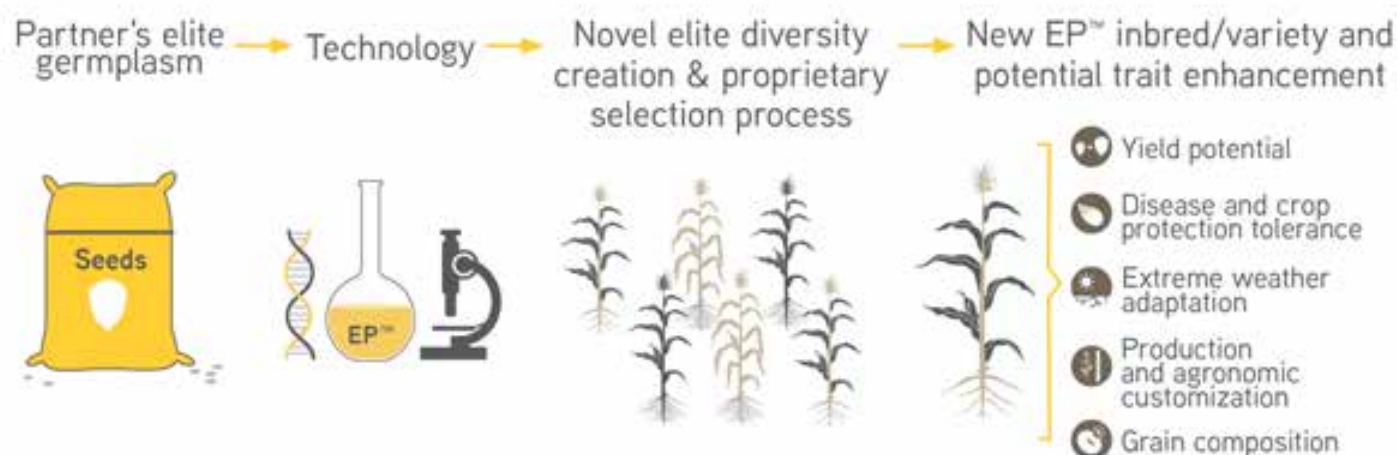 Partner's elite
germplasm
Technology
Novel elite diversity
creation & proprietary
selection process
New EP™ inbred/variety and
potential trait enhancement
Seeds
EP™
Yield potential
Disease and crop
protection tolerance
Extreme weather
adaptation
Production
and agronomic
customization
Grain composition